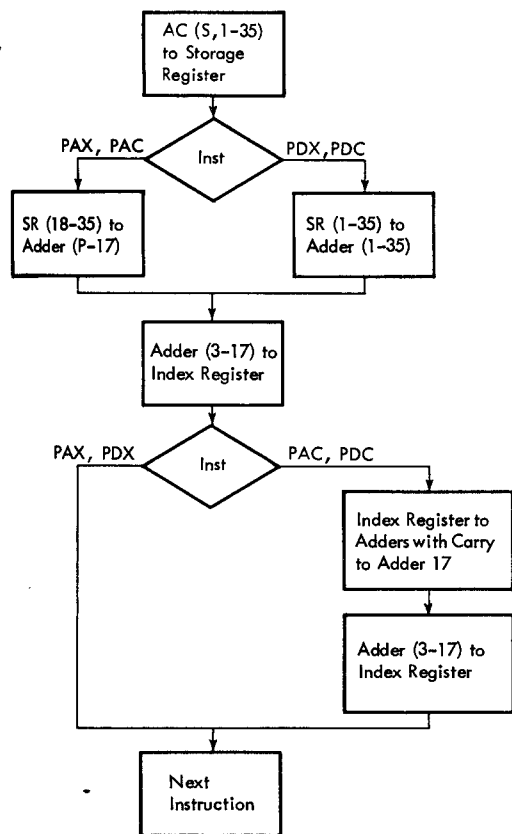 AC (S,1-35)
to Storage
Register
Inst
PAX, PAC
PDX,PDC
SR (18-35) to
Adder (P-17)
SR (1-35) to
Adder (1-35)
Adder (3-17) to
Index Register
Inst
PAX, PDX
PAC, PDC
Index Register to
Adders with Carry
to Adder 17
Adder (3-17) to
Index Register
Next
Instruction